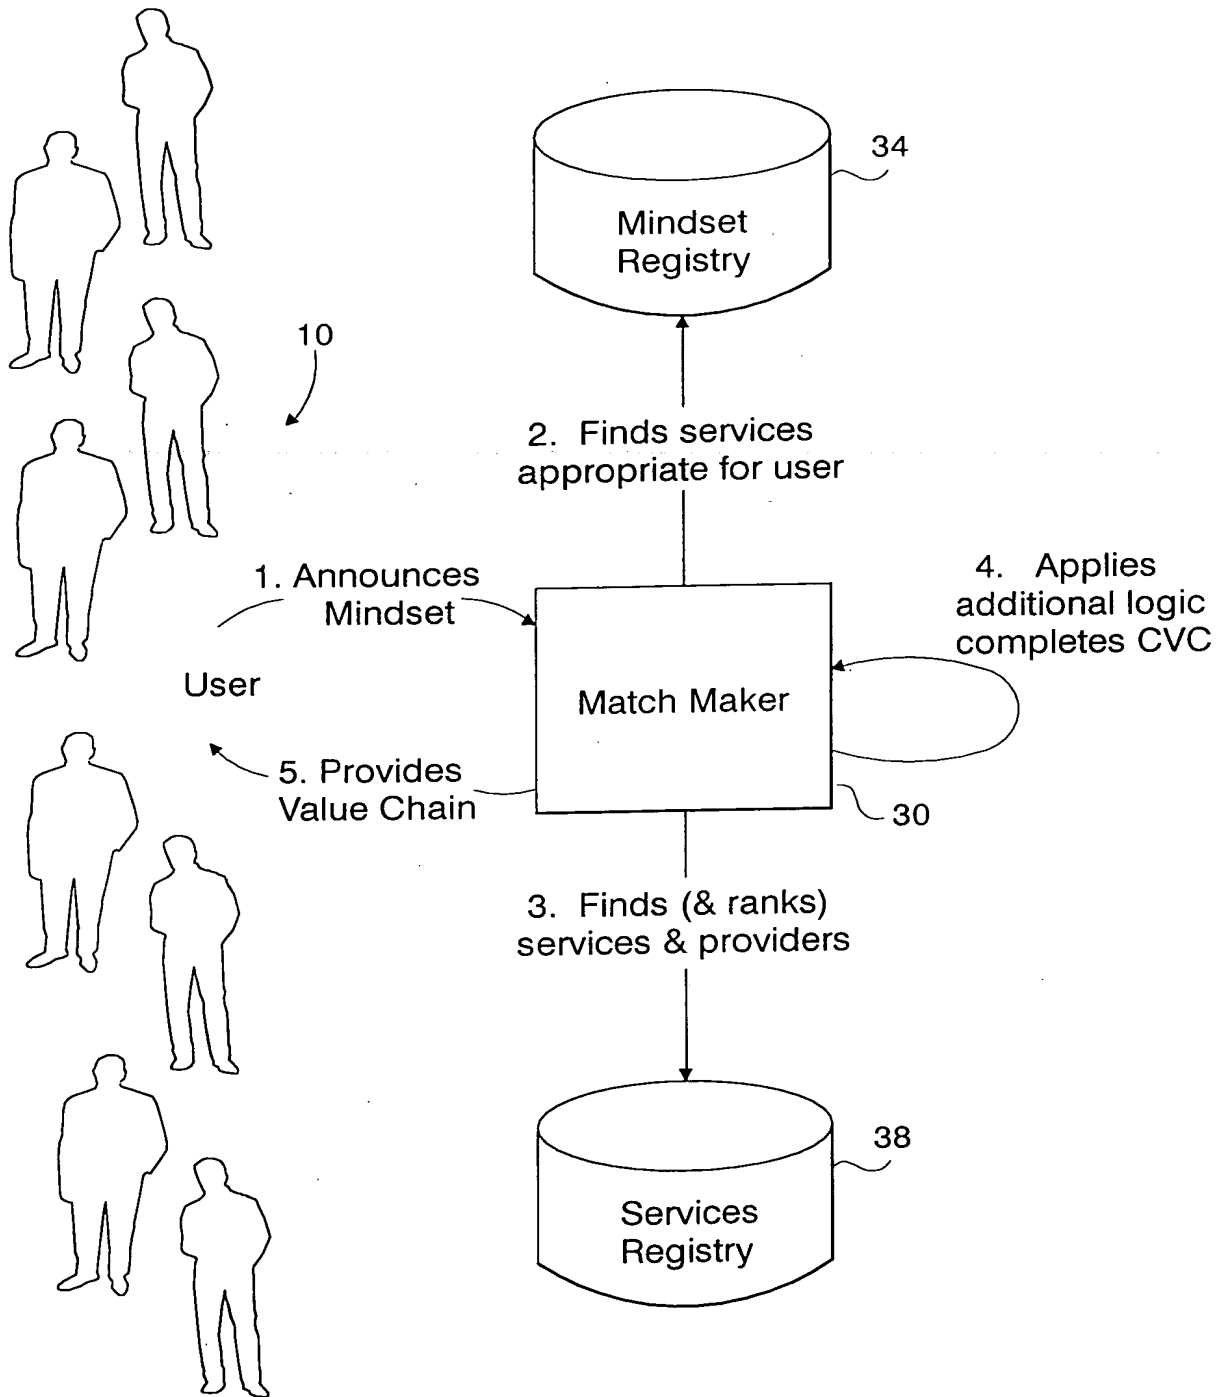 34
Mindset
Registry
10
2. Finds services
appropriate for user
1. Announces
Mindset
4. Applies
additional logic
completes CVC
User
Match Maker
5. Provides
Value Chain
30
3. Finds (& ranks)
services & providers
38
Services
Registry